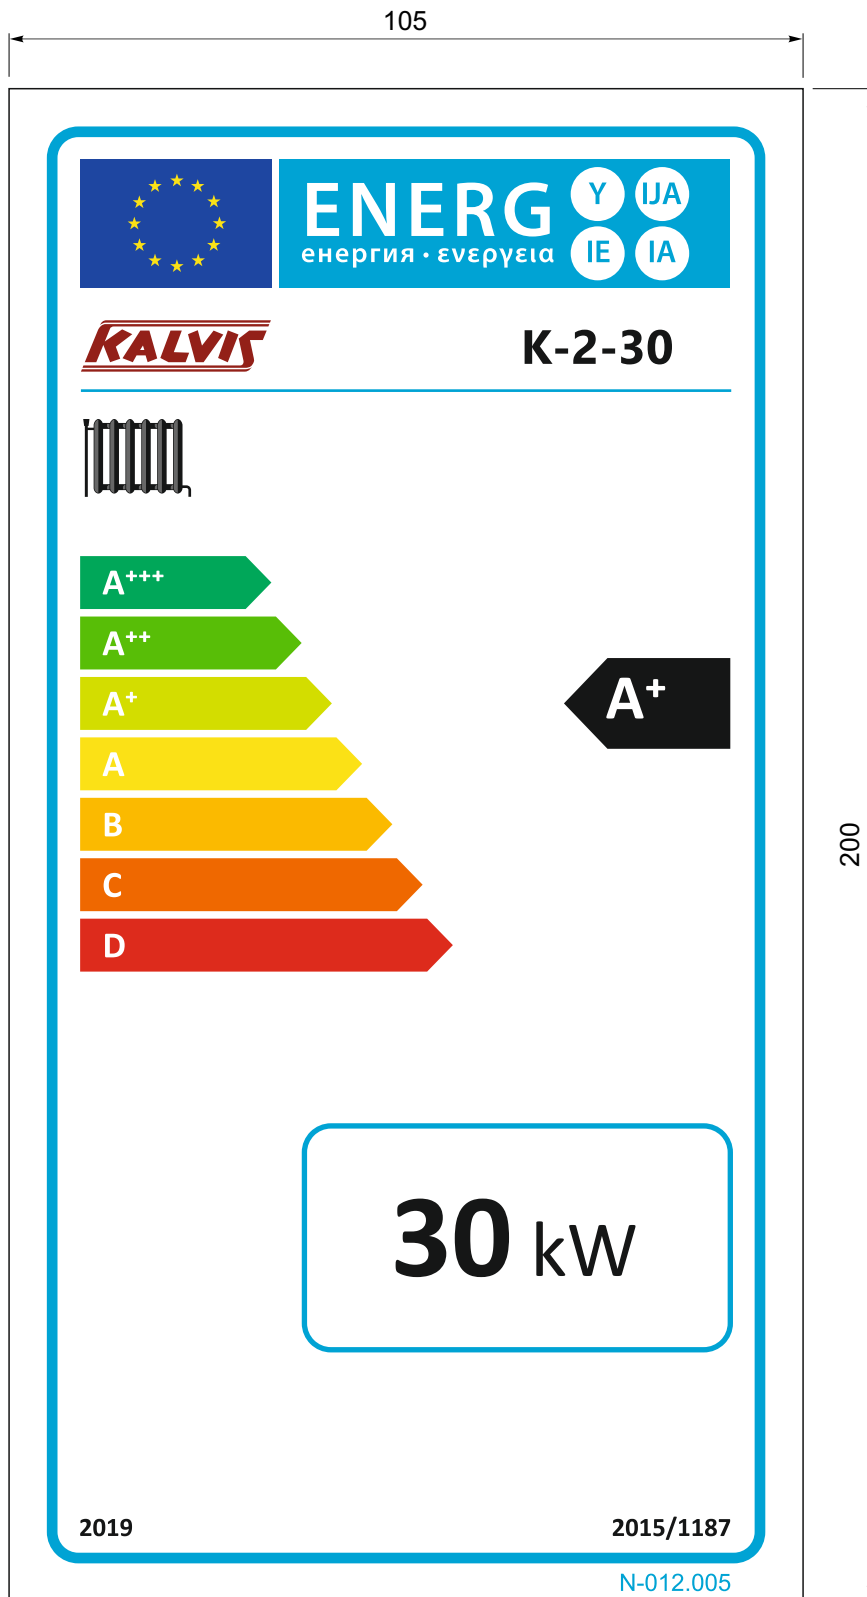 105
ENERG Y IJA
енергия · ενεργεια IE IA
KALVIS K-2-30
A+++
A++
A+
A+
A
B
C
D
200
30 kW
2019 2015/1187
N-012.005